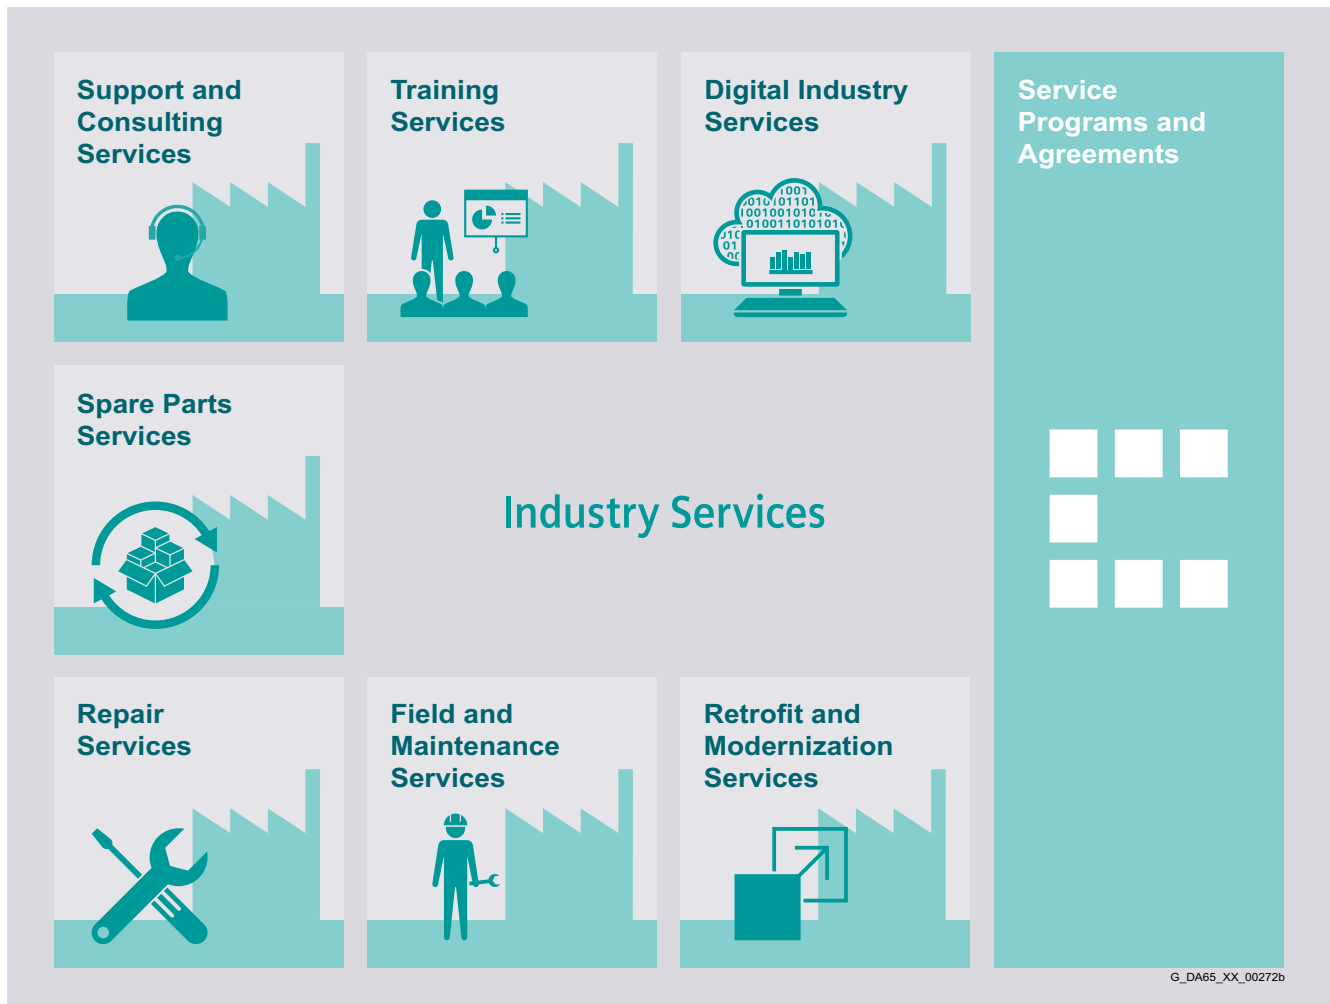 Support and
Consulting
Services
Training
Services
Digital Industry
Services
Service
Programs and
Agreements
Spare Parts
Services
Industry Services
Repair
Services
Field and
Maintenance
Services
Retrofit and
Modernization
Services
G_DA65_XX_00272b